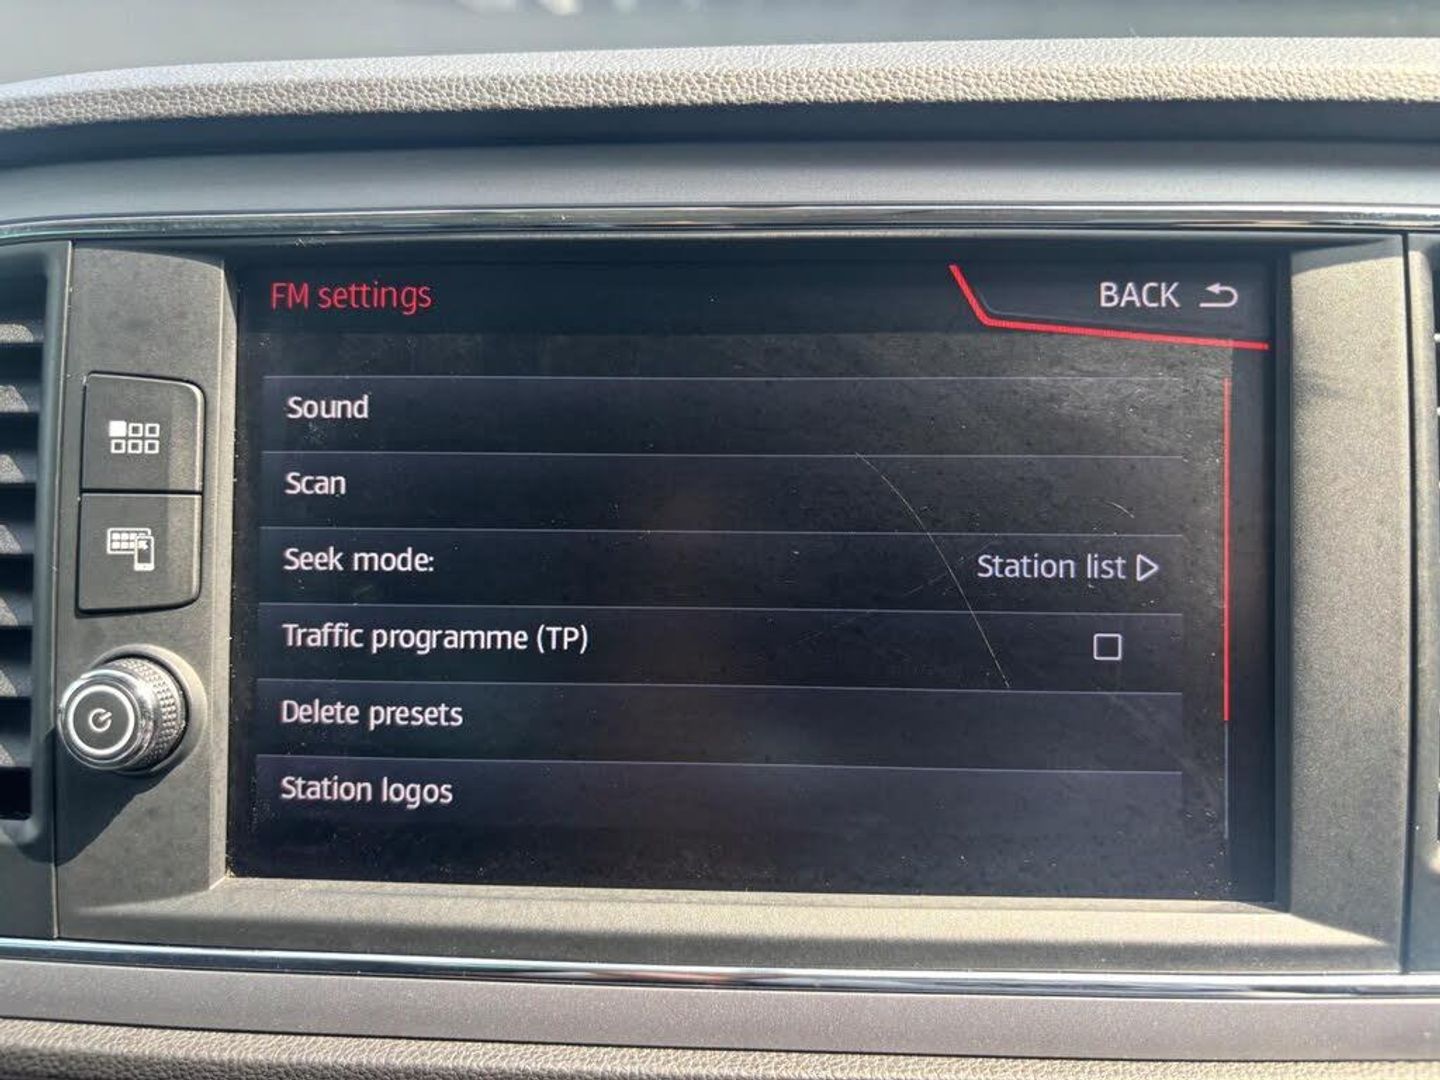 FM settings
BACK
Sound
Scan
Seek mode: Station list
Traffic programme (TP)
Delete presets
Station logos